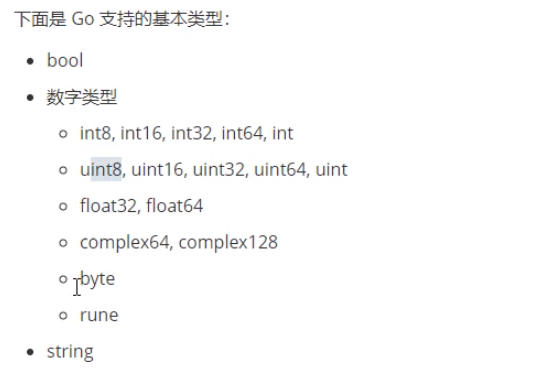 下面是 Go 支持的基本类型：
bool
数字类型
int8, int16, int32, int64, int
uint8, uint16, uint32, uint64, uint
float32, float64
complex64, complex128
byte
rune
string